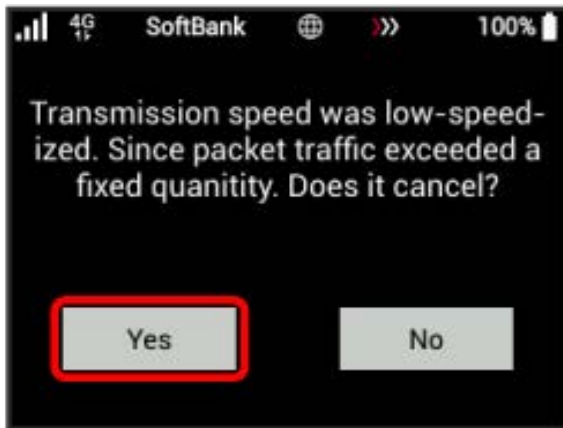 4G SoftBank 100%
Transmission speed was low-speed-
ized. Since packet traffic exceeded a
fixed quanitity. Does it cancel?
Yes No